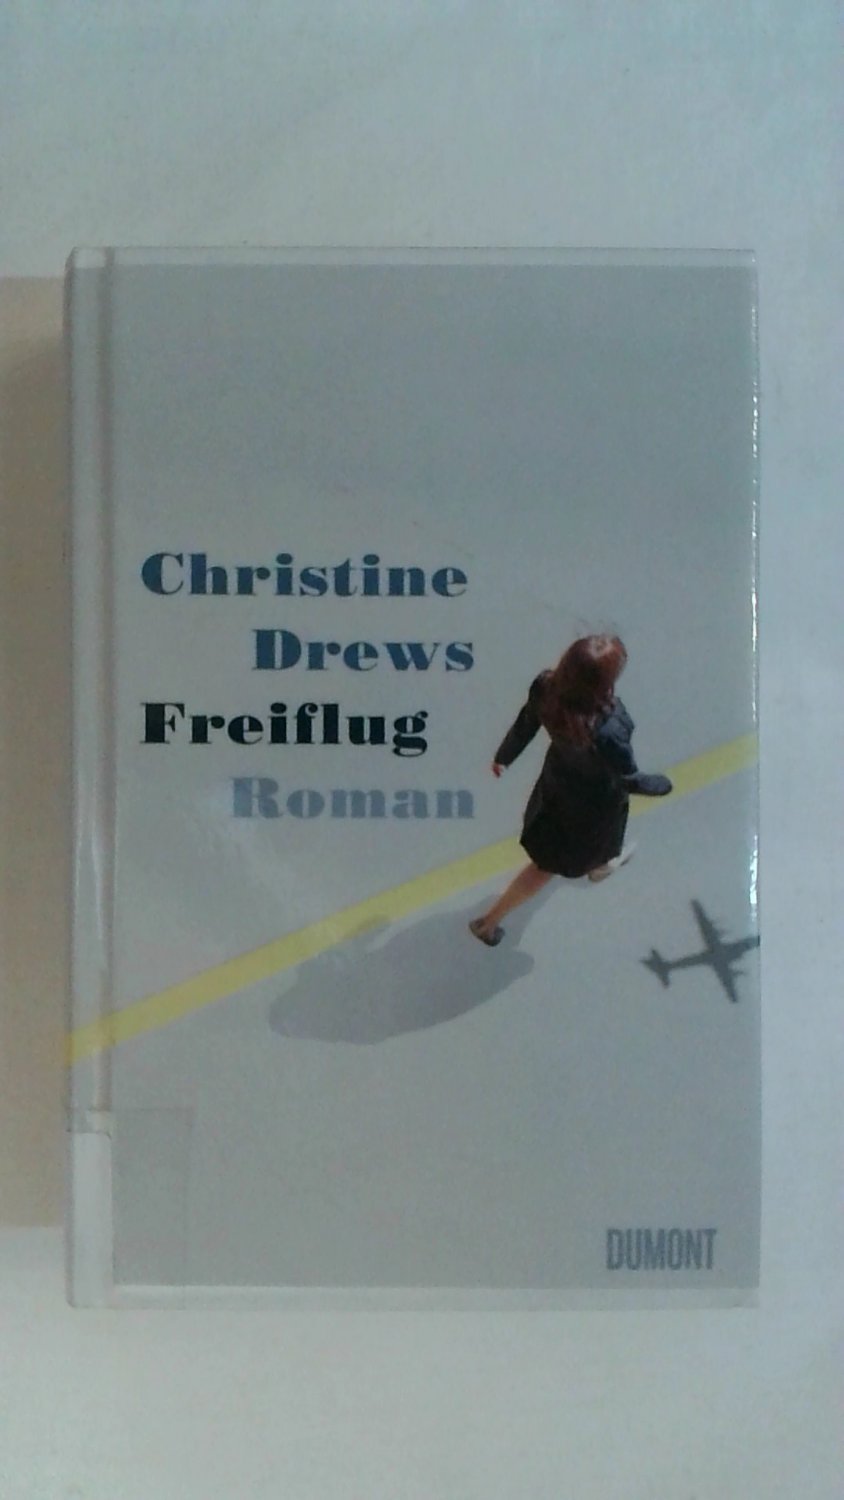 Christine
Drews
Freiflug
Roman
DUMONT